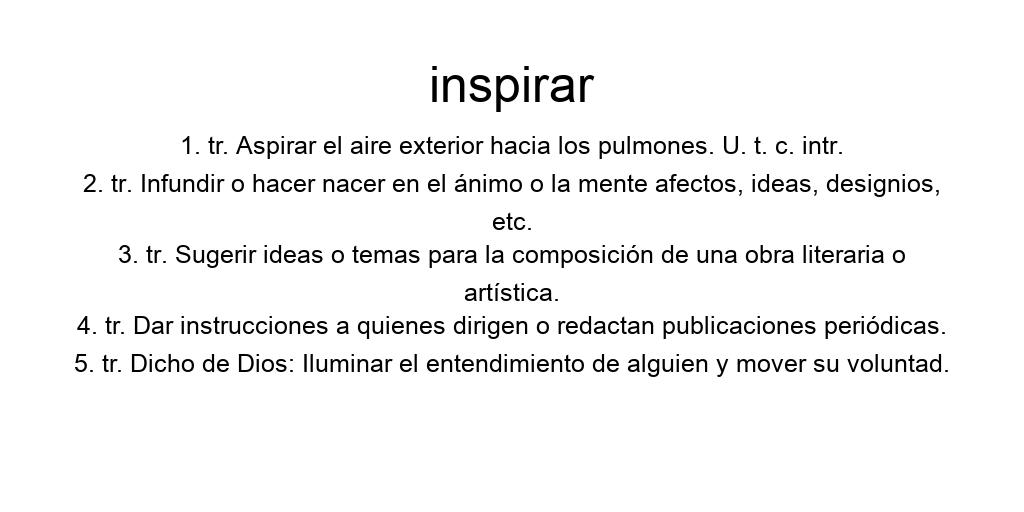 inspirar
1. tr. Aspirar el aire exterior hacia los pulmones. U. t. c. intr.
2. tr. Infundir o hacer nacer en el ánimo o la mente afectos, ideas, designios,
etc.
3. tr. Sugerir ideas o temas para la composición de una obra literaria o
artística.
4. tr. Dar instrucciones a quienes dirigen o redactan publicaciones periódicas.
5. tr. Dicho de Dios: Iluminar el entendimiento de alguien y mover su voluntad.